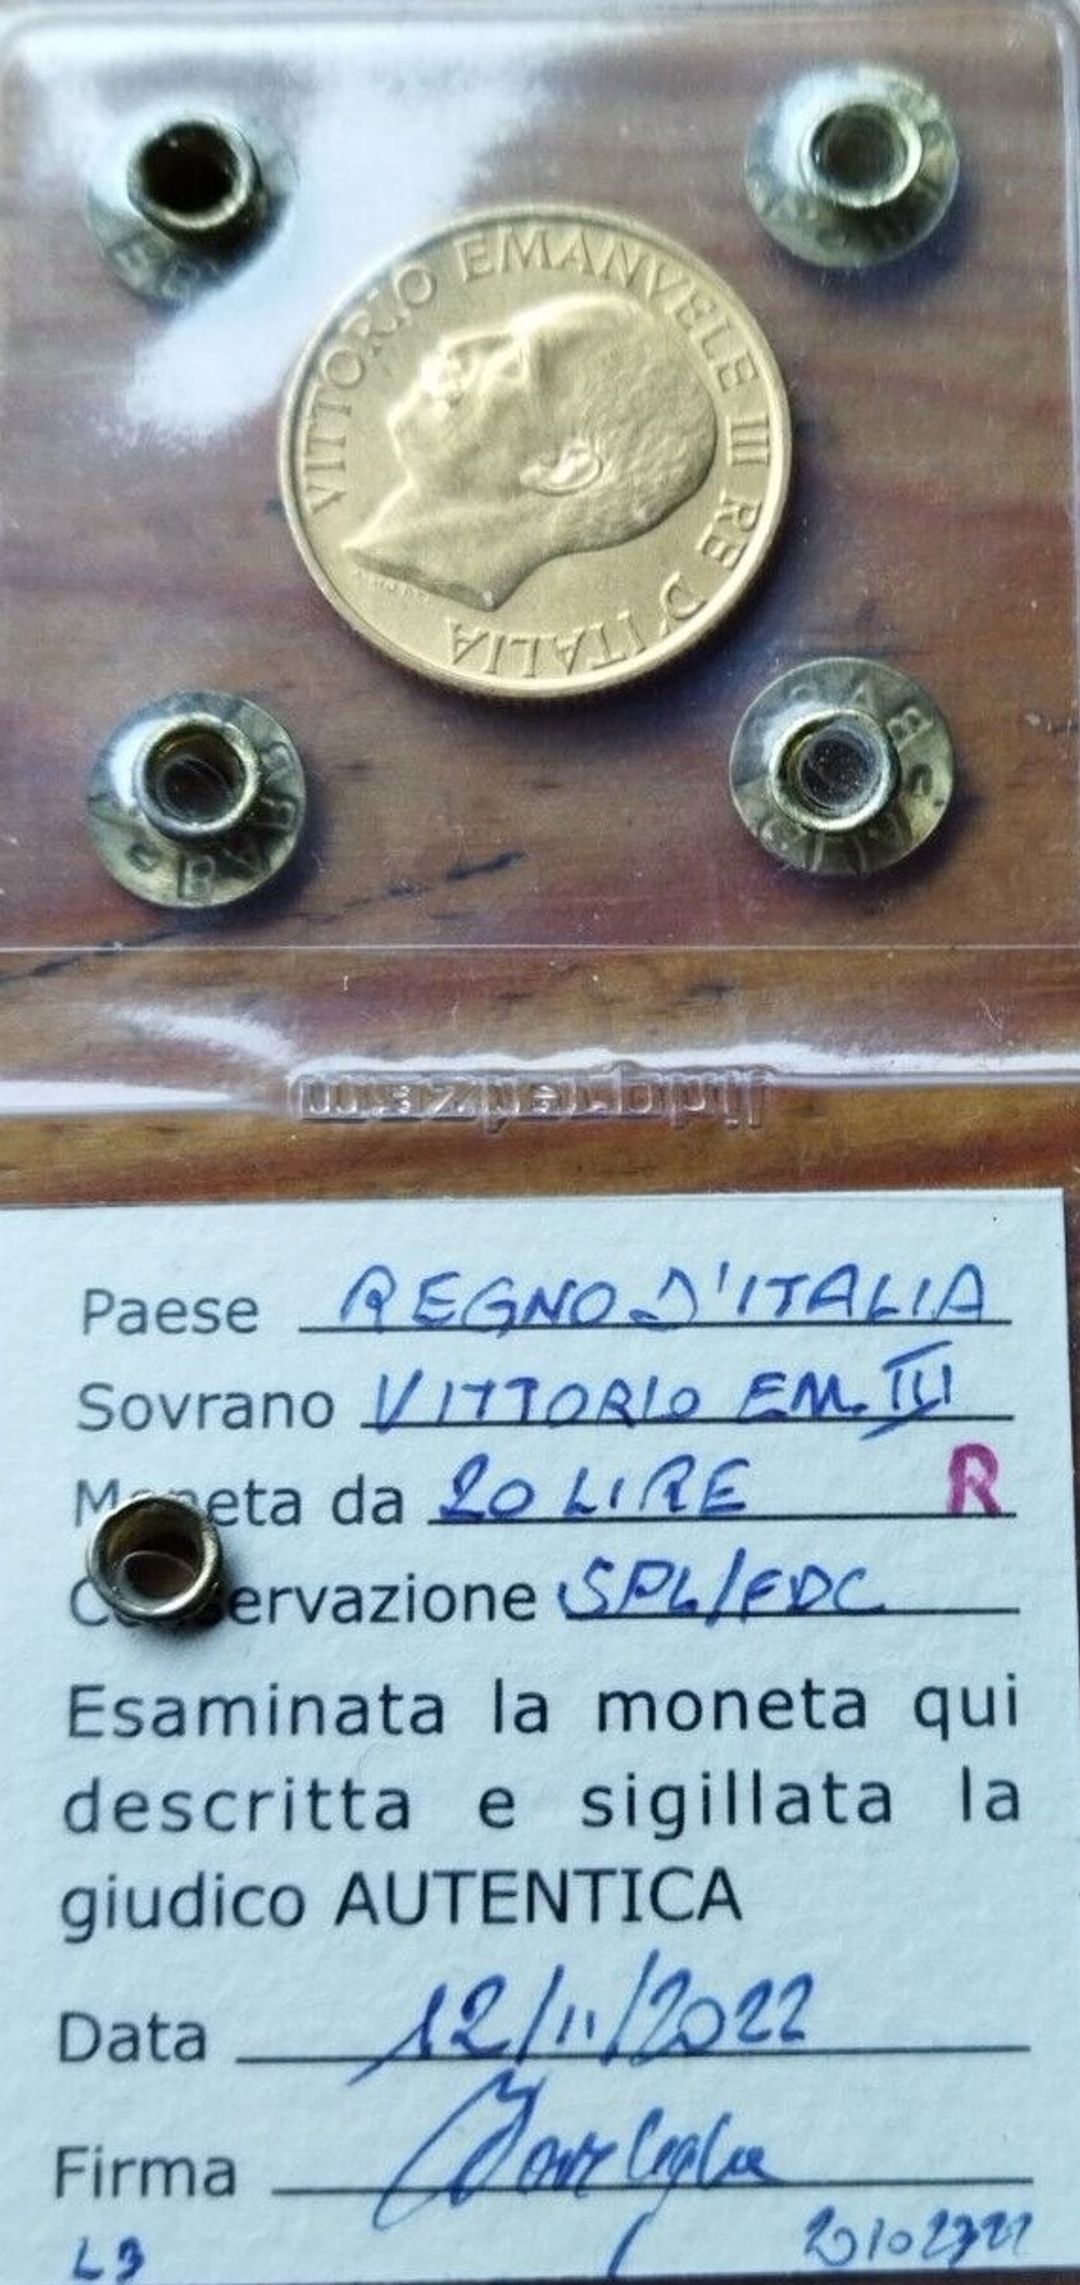 VITTORIO EMANVELE III RE D'ITALIA
Paese REGNO D'ITALIA
Sovrano VITTORIO EM. III
Moneta da 20 LIRE R
Conservazione SPL/FDC
Esaminata la moneta qui
descritta e sigillata la
giudico AUTENTICA
Data 12/11/2022
Firma
L3